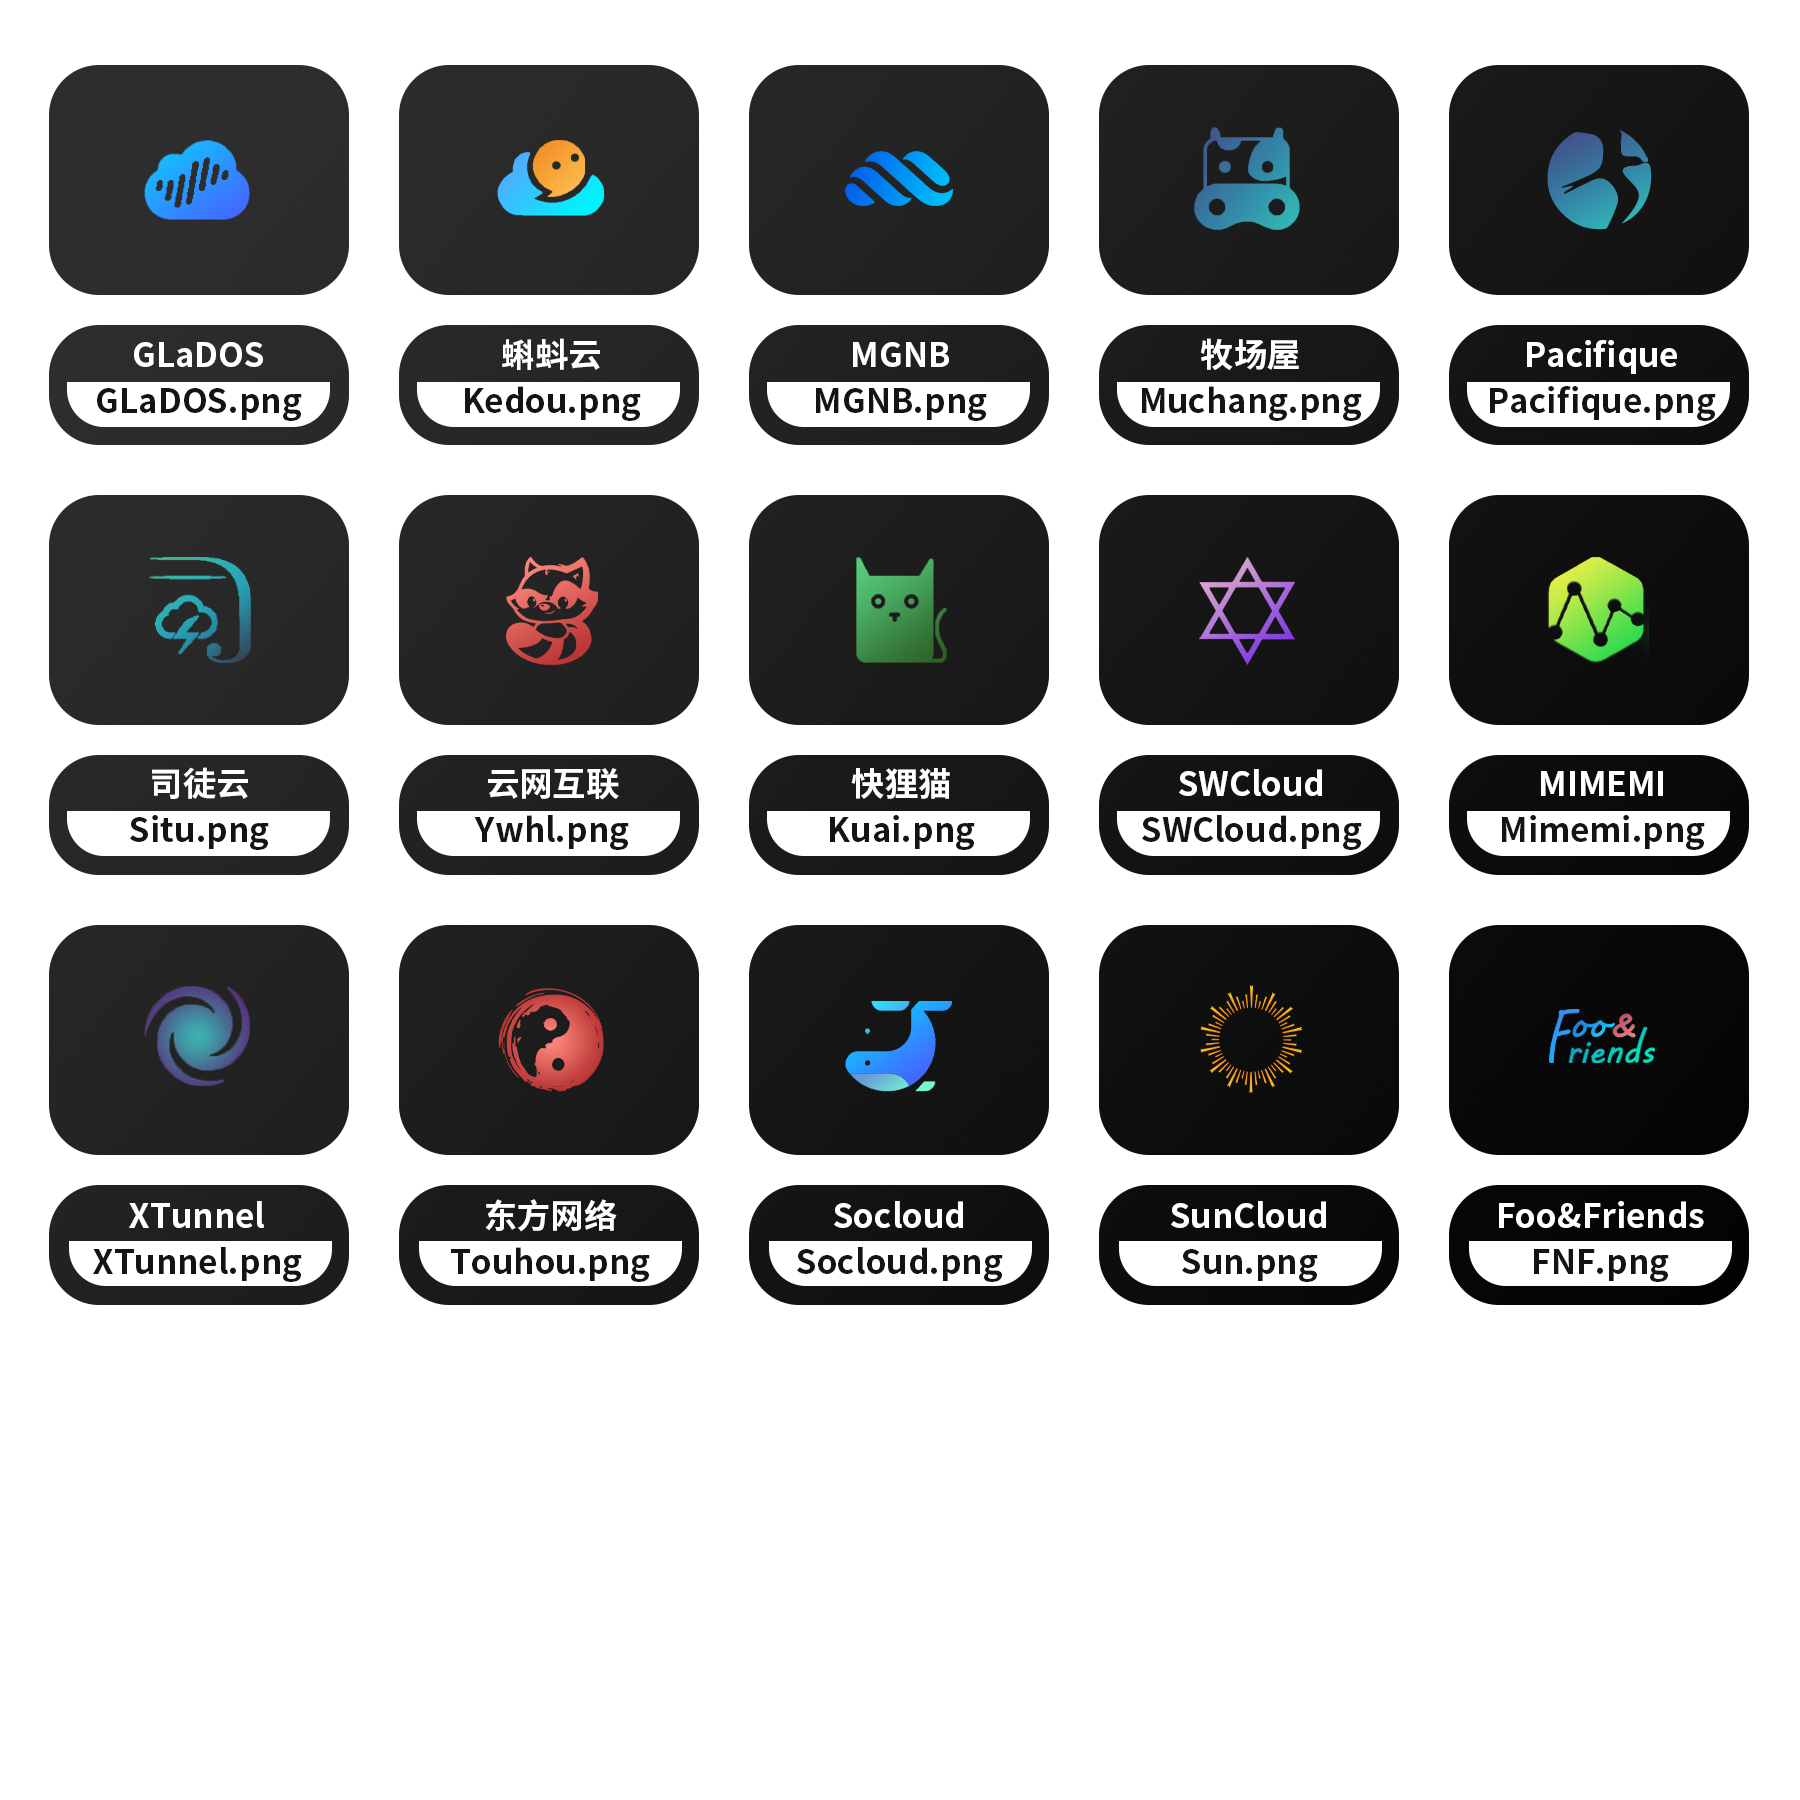 GLaDOS
GLaDOS.png
蝌蚪云
Kedou.png
MGNB
MGNB.png
牧场屋
Muchang.png
Pacifique
Pacifique.png
司徒云
Situ.png
云网互联
Ywhl.png
快狸猫
Kuai.png
SWCloud
SWCloud.png
MIMEMI
Mimemi.png
Foo&
Friends
XTunnel
XTunnel.png
东方网络
Touhou.png
Socloud
Socloud.png
SunCloud
Sun.png
Foo&Friends
FNF.png